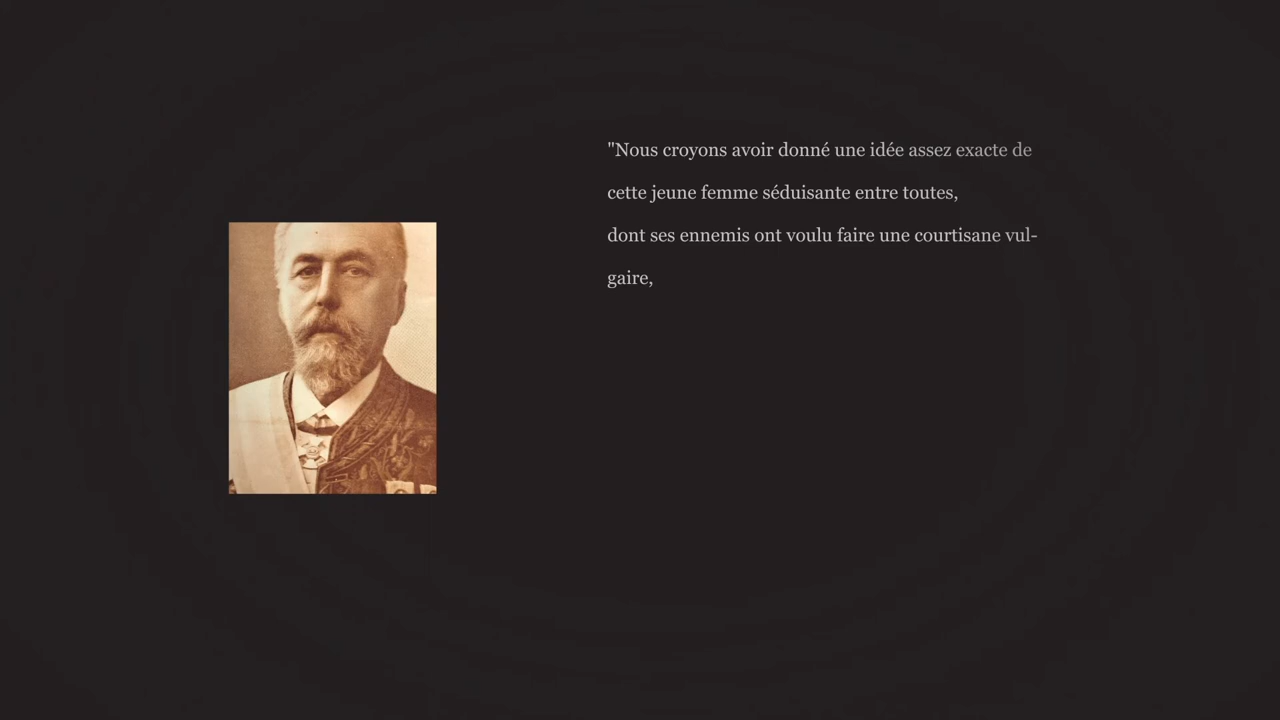 "Nous croyons avoir donné une idée assez exacte de
cette jeune femme séduisante entre toutes,
dont ses ennemis ont voulu faire une courtisane vul-
gaire,